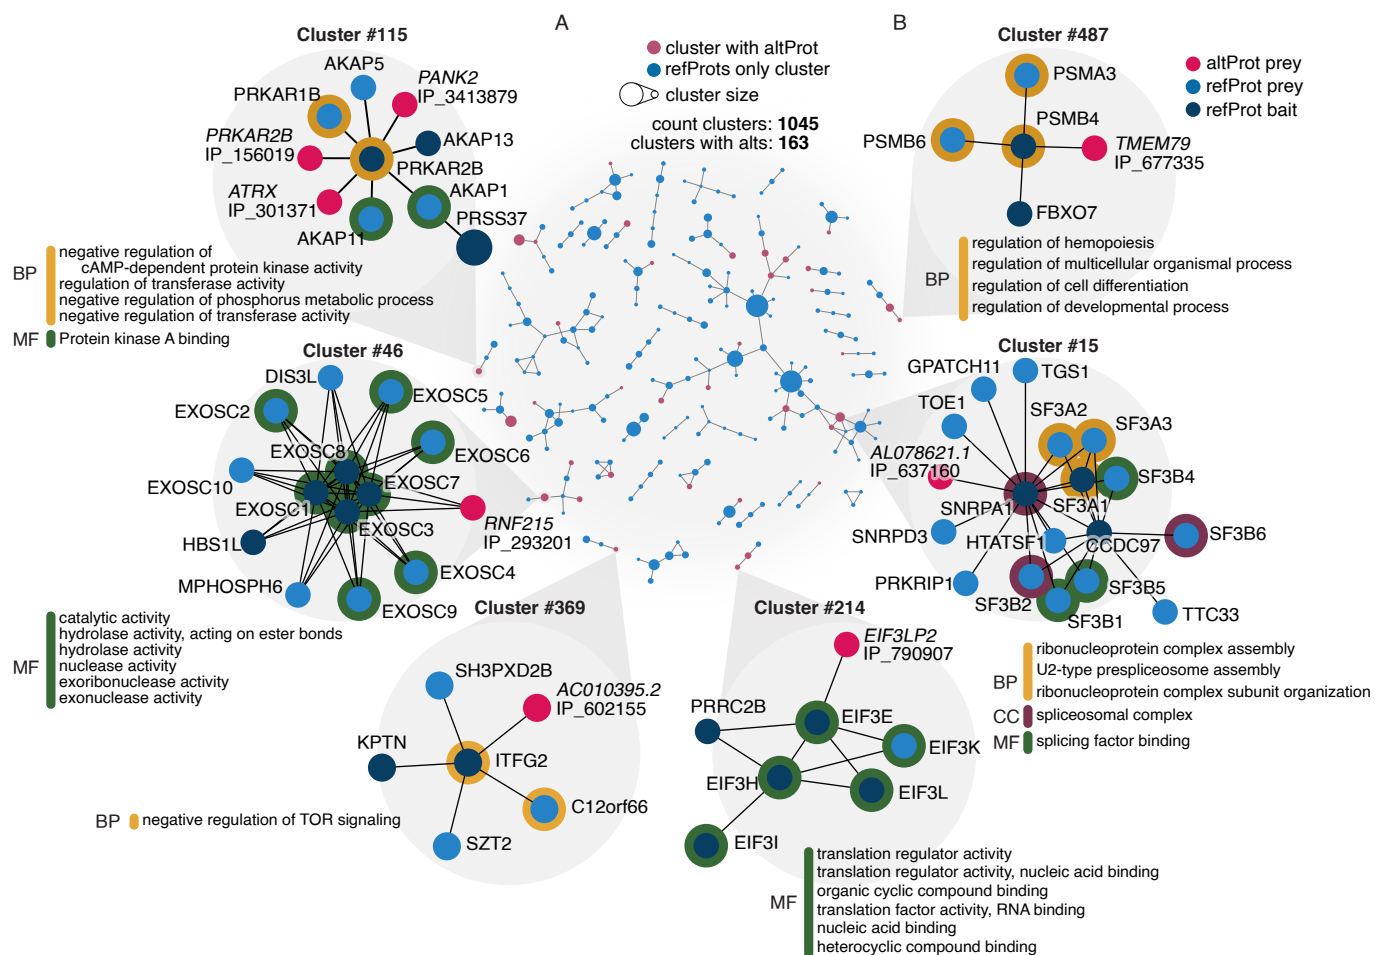 A
cluster with altProt
refProts only cluster
cluster size
count clusters: 1045
clusters with alts: 163
B
altProt prey
refProt prey
refProt bait
Cluster #115
AKAP5
PANK2
IP_3413879
PRKAR1B
AKAP13
PRKAR2B
IP_156019
PRKAR2B
ATRX
IP_301371
AKAP1
AKAP11
PRSS37
BP
negative regulation of
cAMP-dependent protein kinase activity
regulation of transferase activity
negative regulation of phosphorus metabolic process
negative regulation of transferase activity
MF
Protein kinase A binding
Cluster #487
PSMA3
PSMB4
PSMB6
TMEM79
IP_677335
FBXO7
BP
regulation of hemopoiesis
regulation of multicellular organismal process
regulation of cell differentiation
regulation of developmental process
Cluster #46
DIS3L
EXOSC5
EXOSC2
EXOSC8
EXOSC6
EXOSC10
EXOSC7
EXOSC1
EXOSC3
RNF215
IP_293201
HBS1L
EXOSC4
MPHOSPH6
EXOSC9
MF
catalytic activity
hydrolase activity, acting on ester bonds
hydrolase activity
nuclease activity
exoribonuclease activity
exonuclease activity
Cluster #15
GPATCH11
TGS1
TOE1
SF3A2
SF3A3
AL078621.1
IP_637160
SF3B4
SNRPA1
SF3A1
SNRPD3
HTATSF1
CCDC97
SF3B6
PRKRIP1
SF3B2
SF3B5
SF3B1
TTC33
BP
ribonucleoprotein complex assembly
U2-type prespliceosome assembly
ribonucleoprotein complex subunit organization
CC
spliceosomal complex
MF
splicing factor binding
Cluster #369
SH3PXD2B
AC010395.2
IP_602155
KPTN
ITFG2
C12orf66
SZT2
BP
negative regulation of TOR signaling
Cluster #214
EIF3LP2
IP_790907
PRRC2B
EIF3E
EIF3K
EIF3H
EIF3L
EIF3I
MF
translation regulator activity
translation regulator activity, nucleic acid binding
organic cyclic compound binding
translation factor activity, RNA binding
nucleic acid binding
heterocyclic compound binding